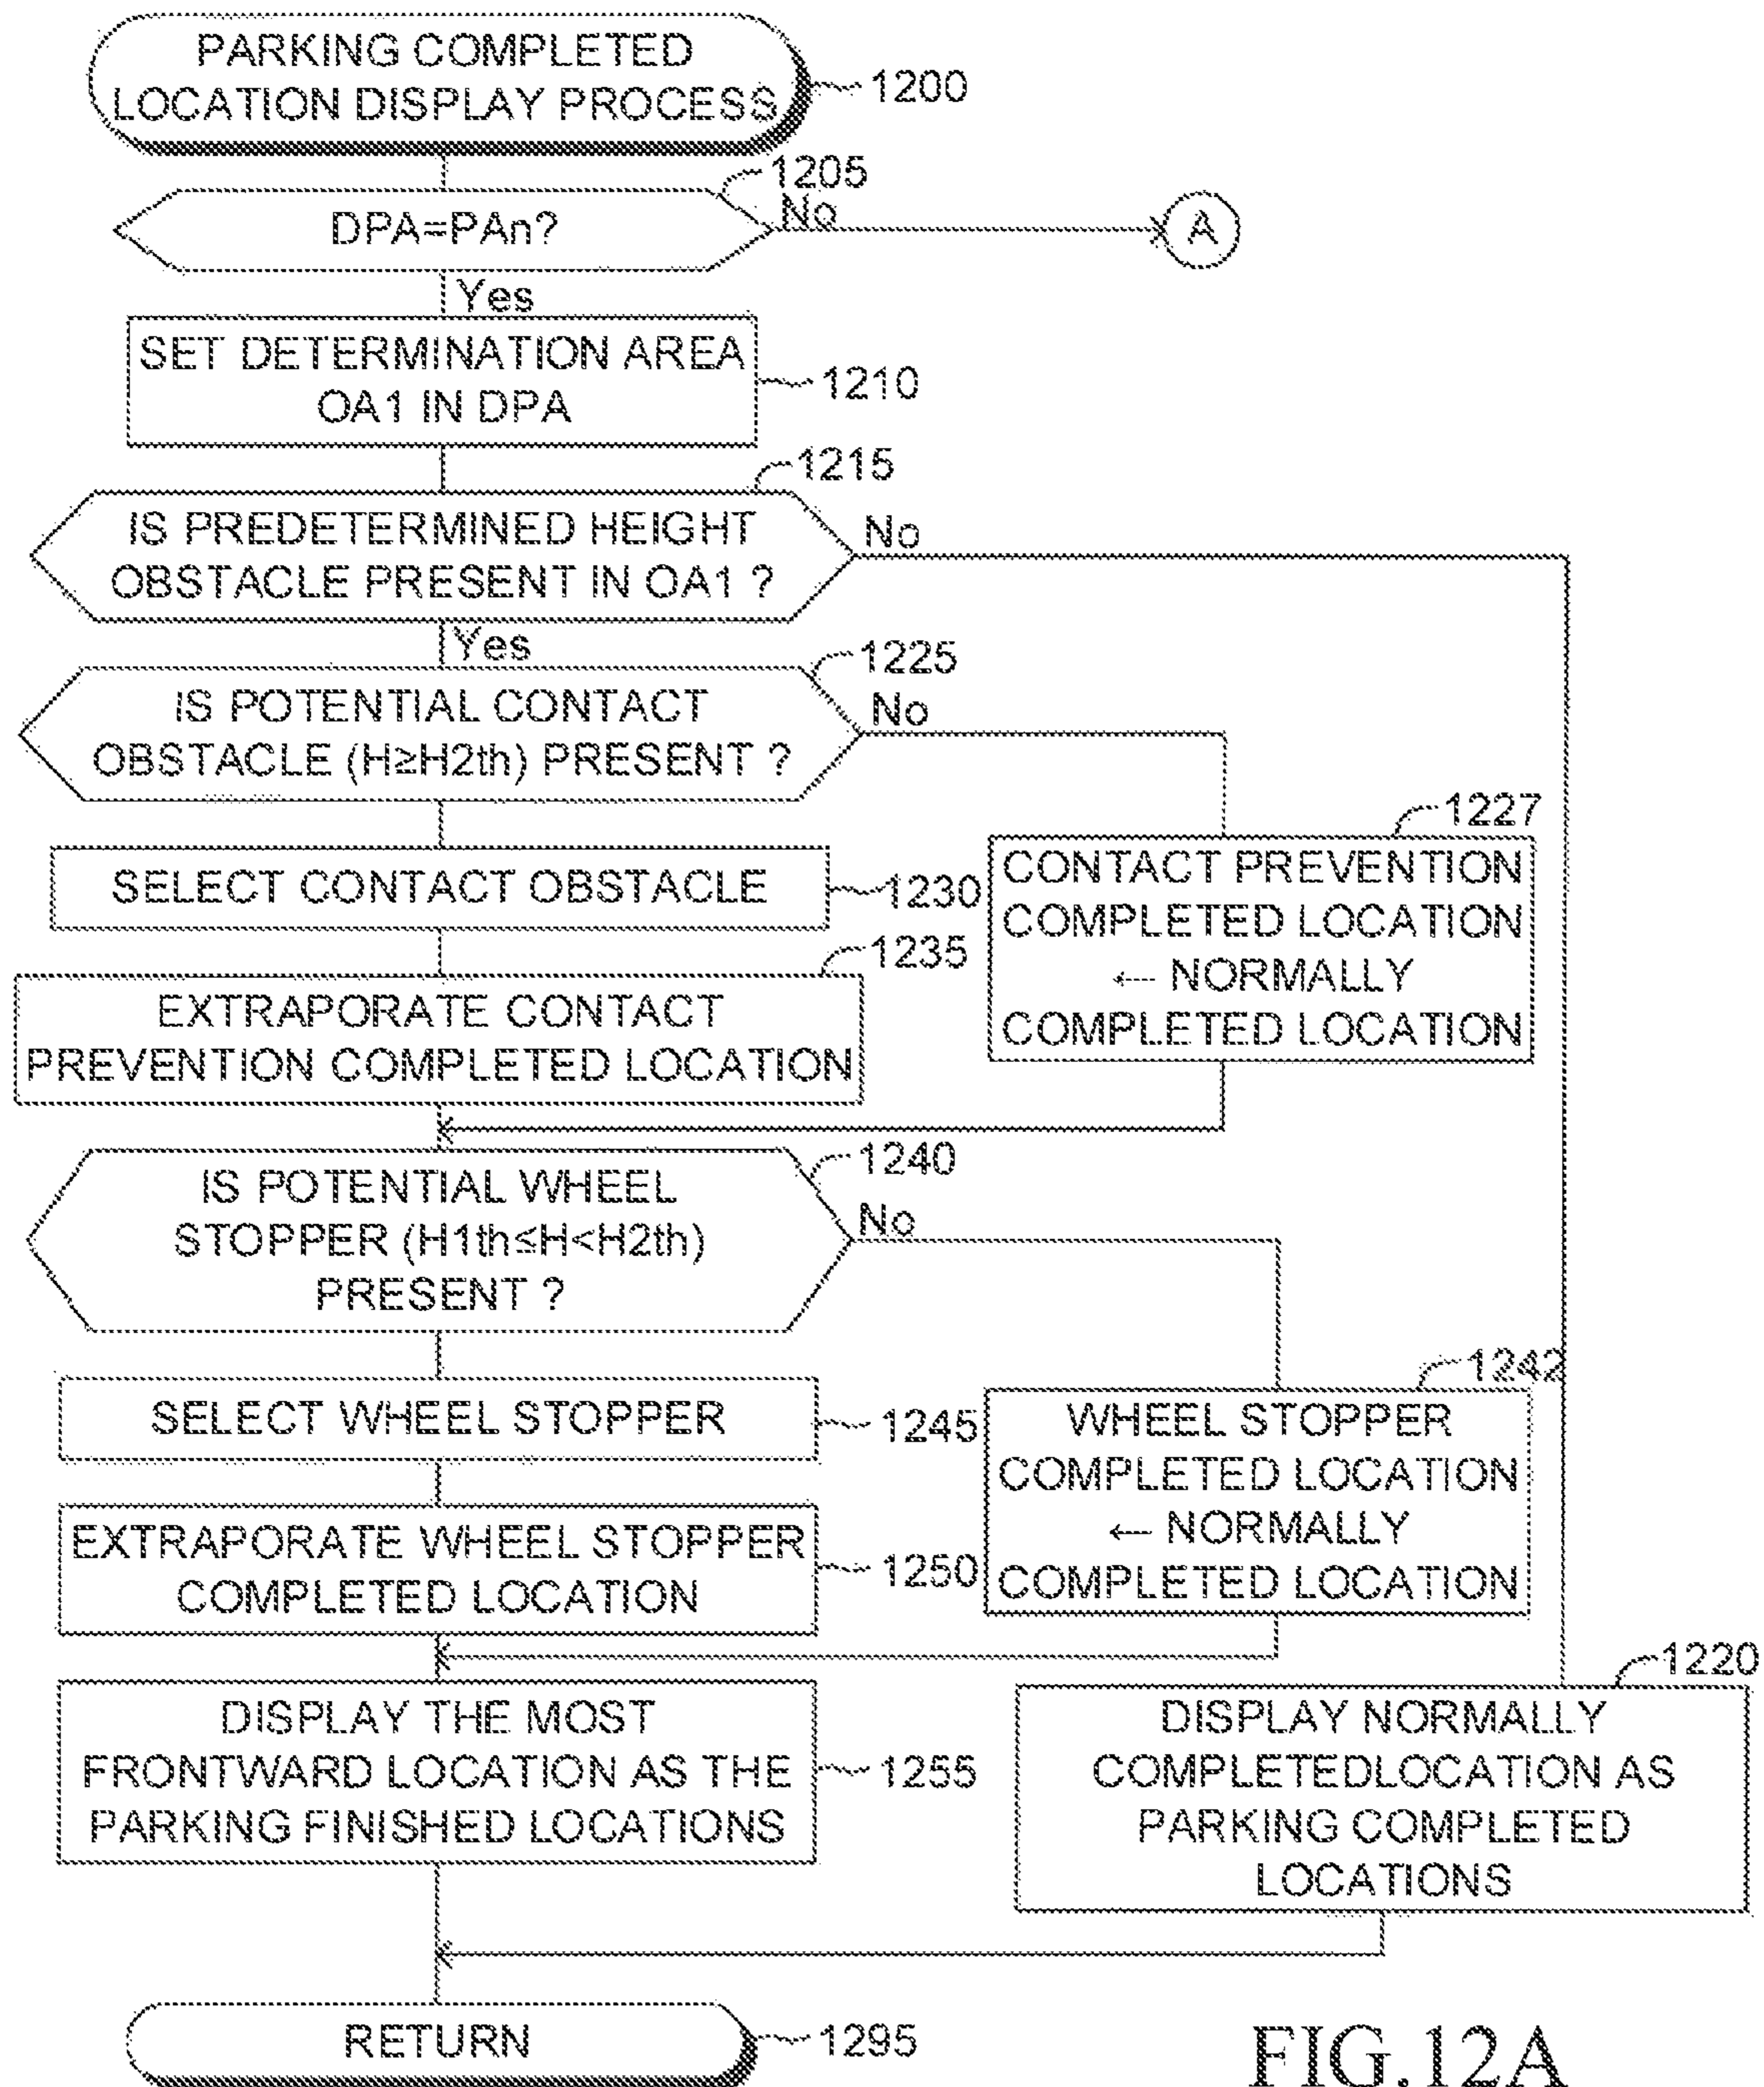 PARKING COMPLETED
LOCATION DISPLAY PROCESS
1200
1205
DPA=PAn?
No
A
Yes
SET DETERMINATION AREA
OA1 IN DPA
1210
1215
IS PREDETERMINED HEIGHT
OBSTACLE PRESENT IN OA1 ?
No
Yes
1225
IS POTENTIAL CONTACT
OBSTACLE (H≥H2th) PRESENT ?
No
1227
CONTACT PREVENTION
COMPLETED LOCATION
← NORMALLY
COMPLETED LOCATION
SELECT CONTACT OBSTACLE
1230
1235
EXTRAPORATE CONTACT
PREVENTION COMPLETED LOCATION
1240
IS POTENTIAL WHEEL
STOPPER (H1th≤H<H2th)
PRESENT ?
No
1242
WHEEL STOPPER
COMPLETED LOCATION
← NORMALLY
COMPLETED LOCATION
SELECT WHEEL STOPPER
1245
EXTRAPORATE WHEEL STOPPER
COMPLETED LOCATION
1250
1220
DISPLAY THE MOST
FRONTWARD LOCATION AS THE
PARKING FINISHED LOCATIONS
1255
DISPLAY NORMALLY
COMPLETEDLOCATION AS
PARKING COMPLETED
LOCATIONS
RETURN
1295
FIG.12A